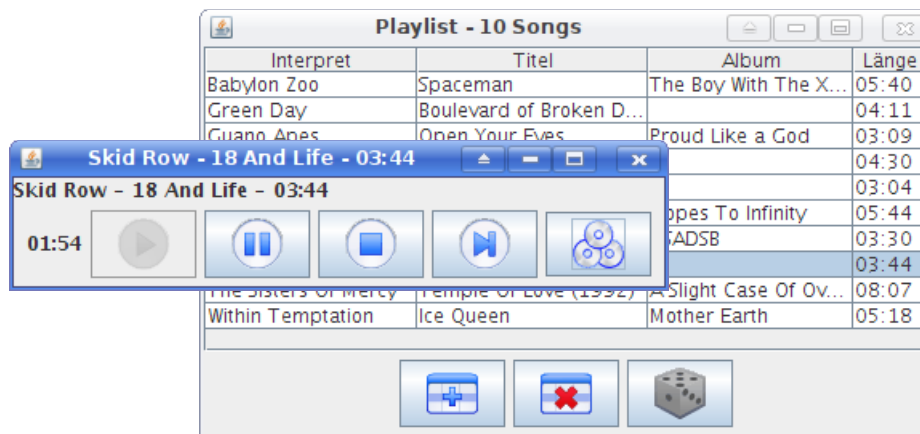 Playlist - 10 Songs
Interpret Titel Album Länge
Babylon Zoo Spaceman The Boy With The X... 05:40
Green Day Boulevard of Broken D... 04:11
Guano Apes Open Your Eyes Proud Like a God 03:09
04:30
03:04
To Infinity 05:44
03:30
03:44
The Sisters Of Mercy Temple Of Love (1992) A Slight Case Of Ov... 08:07
Within Temptation Ice Queen Mother Earth 05:18
Skid Row - 18 And Life - 03:44
Skid Row - 18 And Life - 03:44
01:54